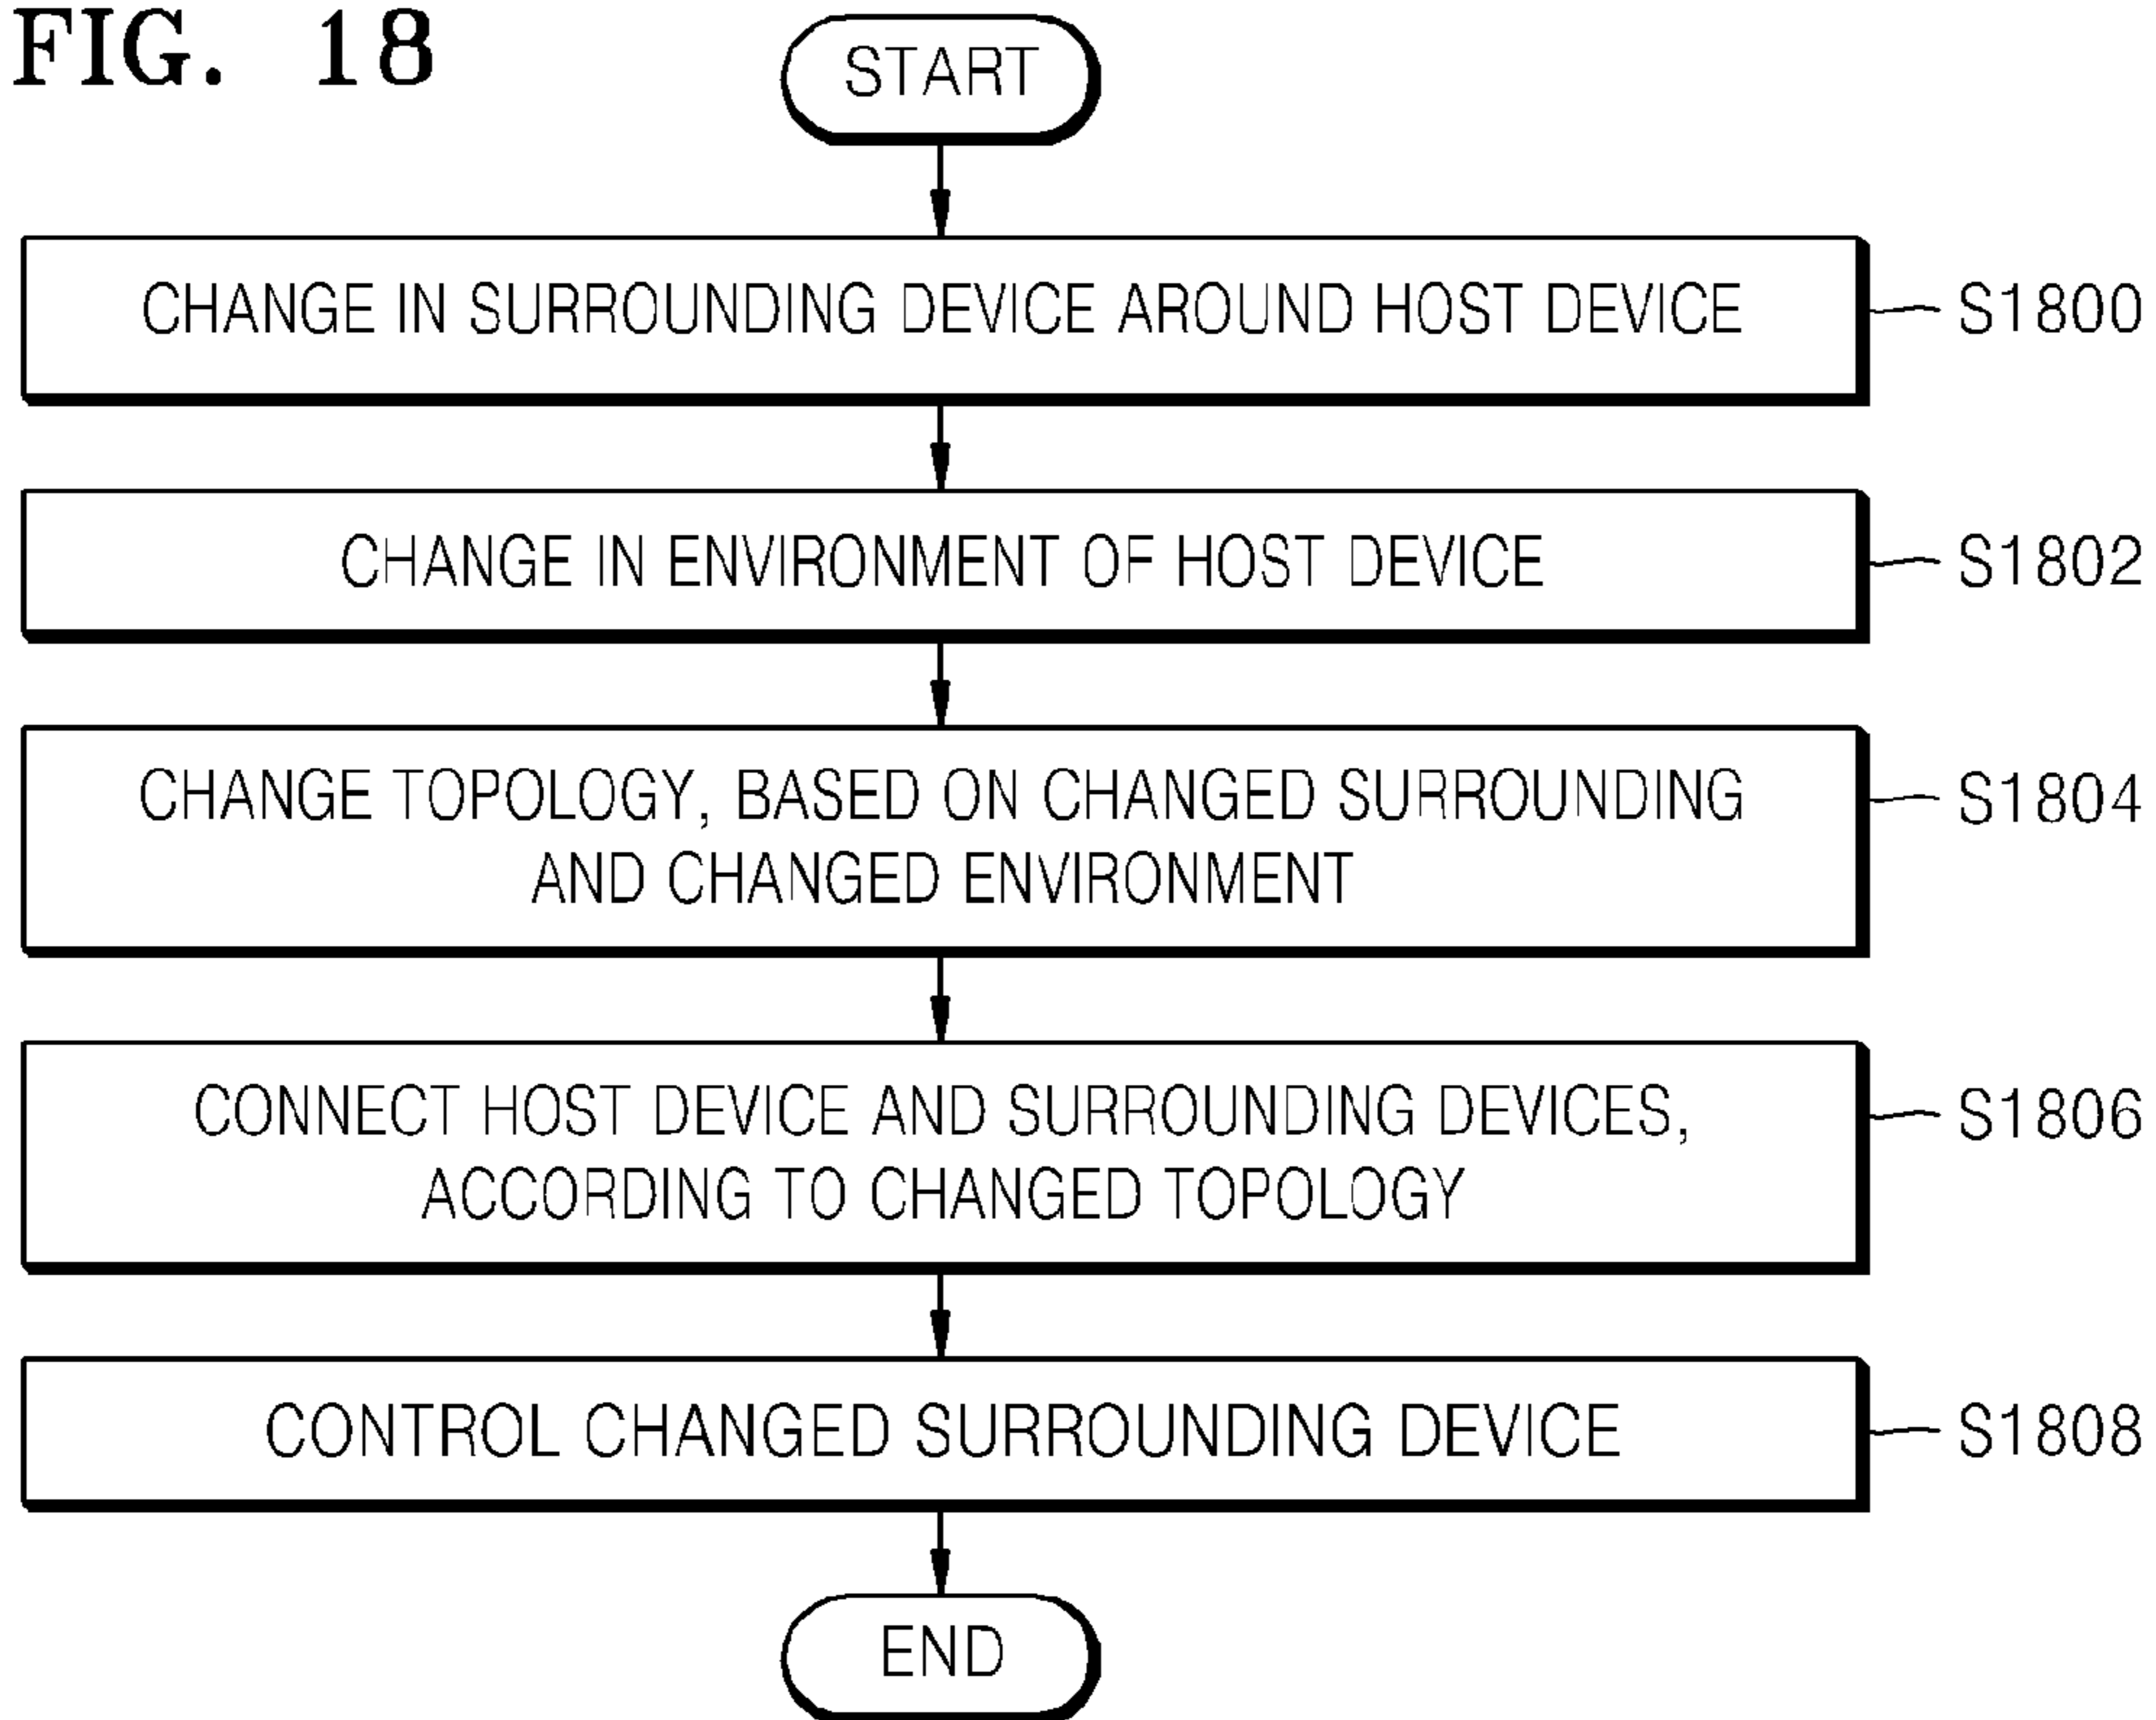 FIG. 18
START
CHANGE IN SURROUNDING DEVICE AROUND HOST DEVICE
S1800
CHANGE IN ENVIRONMENT OF HOST DEVICE
S1802
CHANGE TOPOLOGY, BASED ON CHANGED SURROUNDING
AND CHANGED ENVIRONMENT
S1804
CONNECT HOST DEVICE AND SURROUNDING DEVICES,
ACCORDING TO CHANGED TOPOLOGY
S1806
CONTROL CHANGED SURROUNDING DEVICE
S1808
END